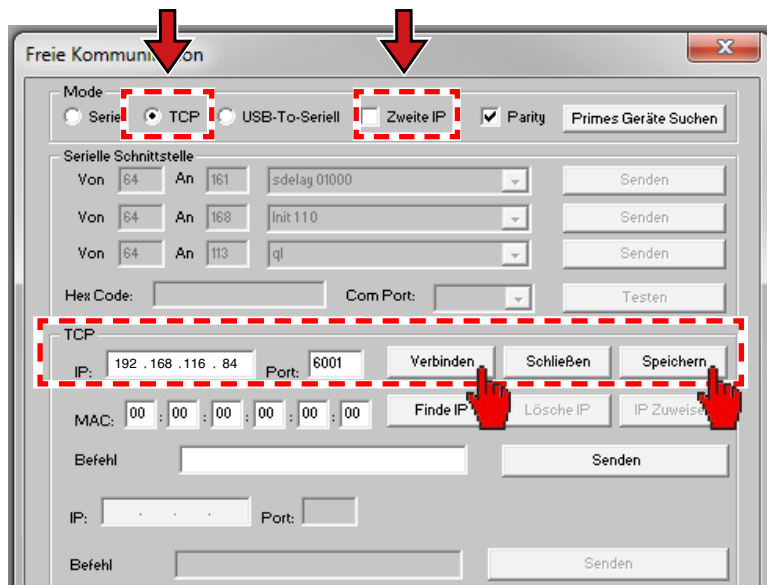 Freie Kommuni on
Mode
Serie TCP USB-To-Seriell Zweite IP Parity Primes Geräte Suchen
Serielle Schnittstelle
Von 64 An 161 sdelay 01000 Senden
Von 64 An 168 Init 110 Senden
Von 64 An 113 ql Senden
Hex Code: Com Port: Testen
TCP
IP: 192 . 168 . 116 . 84 Port: 6001 Verbinden Schließen Speichern
MAC: 00 : 00 : 00 : 00 : 00 : 00 Finde IP Lösche IP IP Zuweise
Befehl Senden
IP: . . . Port:
Befehl Senden